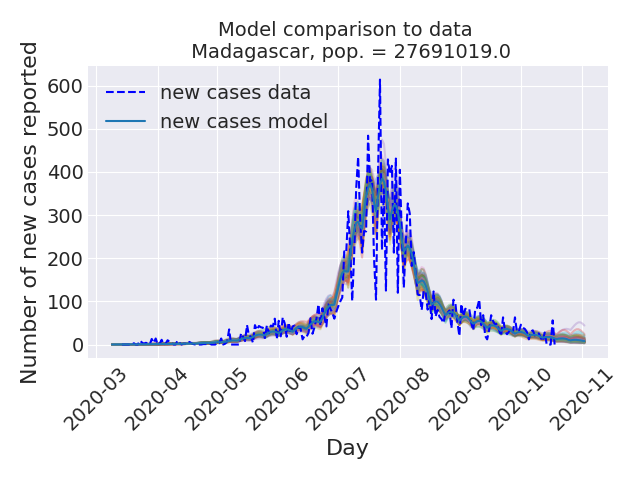 Model comparison to data
Madagascar, pop. = 27691019.0
Number of new cases reported
600
500
400
300
200
100
0
new cases data
new cases model
2020-03
2020-04
2020-05
2020-06
2020-07
2020-08
2020-09
2020-10
2020-11
Day